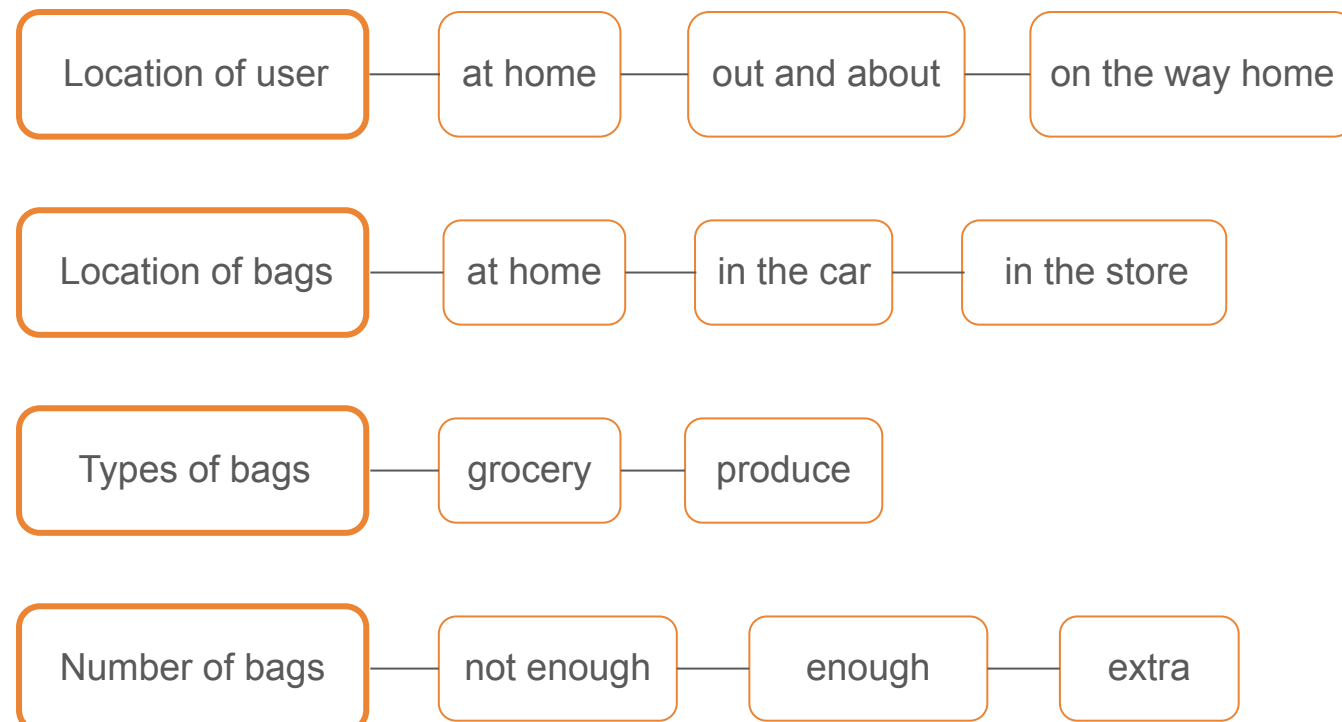 Location of user at home out and about on the way home
Location of bags at home in the car in the store
Types of bags grocery produce
Number of bags not enough enough extra